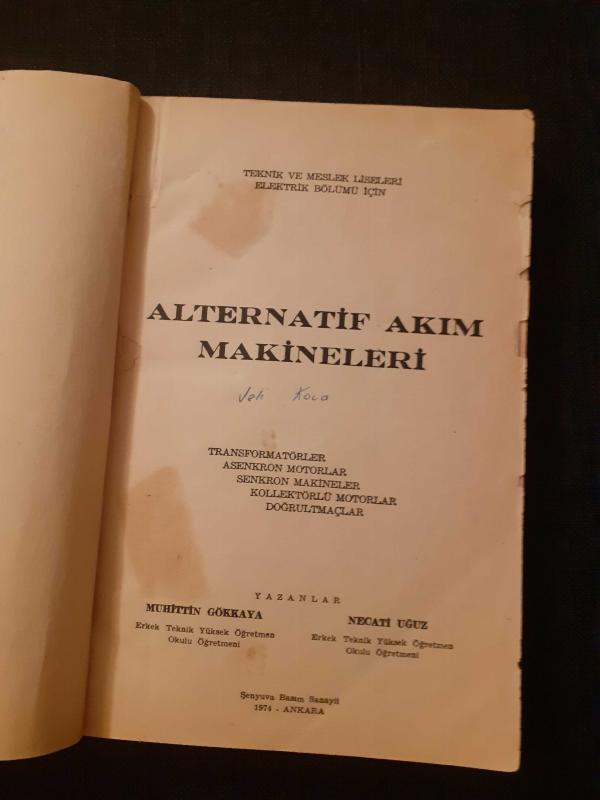 TEKNİK VE MESLEK LİSELERİ
ELEKTRİK BÖLÜMÜ İÇİN
ALTERNATİF AKIM
MAKİNELERİ
Veli Koca
TRANSFORMATÖRLER
ASENKRON MOTORLAR
SENKRON MAKİNELER
KOLLEKTÖRLÜ MOTORLAR
DOĞRULTMAÇLAR
YAZANLAR
MUHİTTİN GÖKKAYA
Erkek Teknik Yüksek Öğretmen
Okulu Öğretmeni
NECATİ UĞUZ
Erkek Teknik Yüksek Öğretmen
Okulu Öğretmeni
Şenyuva Basım Sanayii
1974 - ANKARA